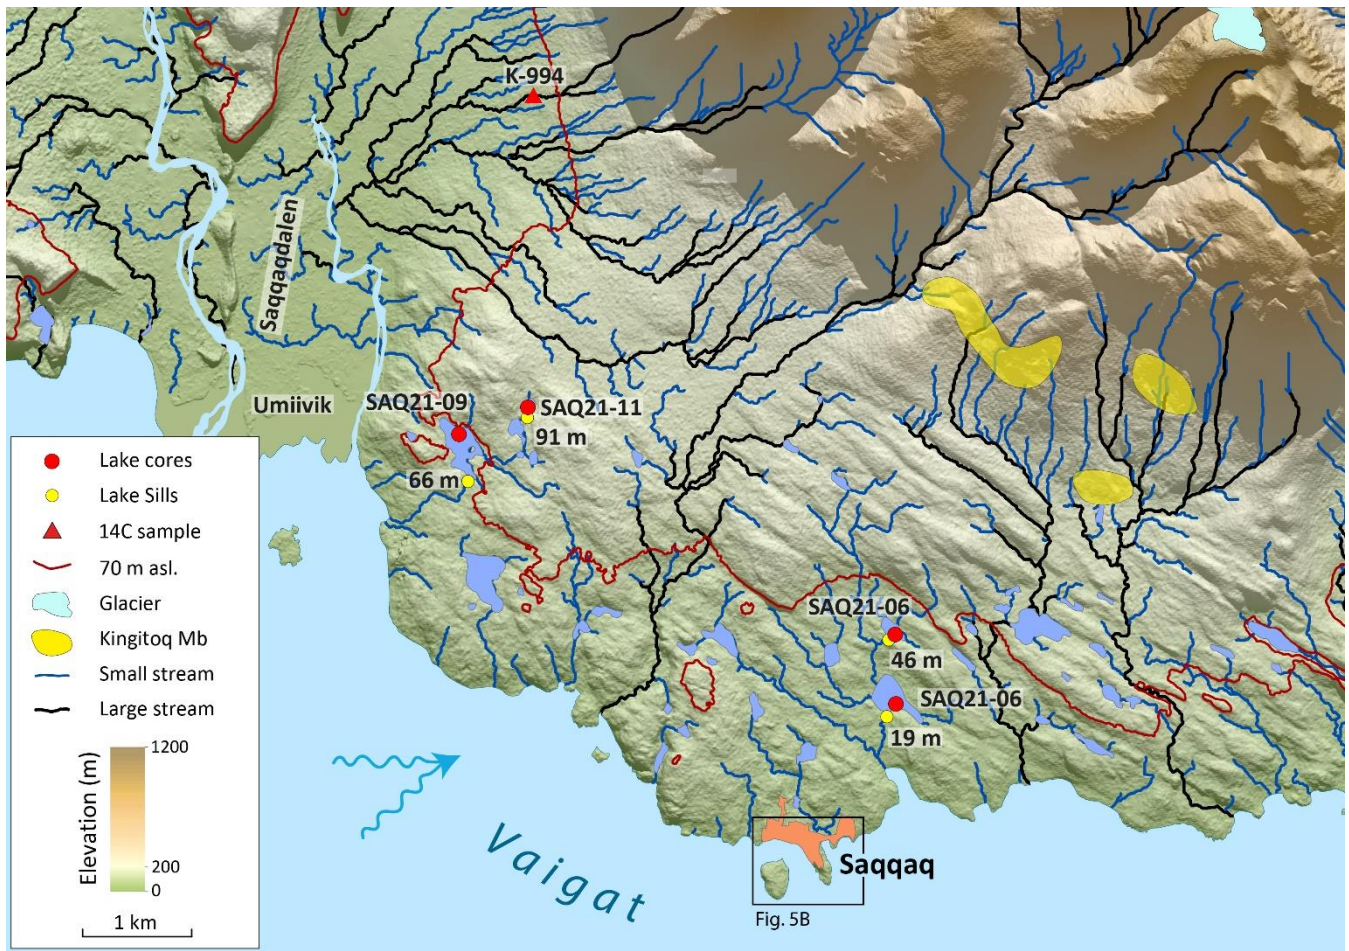 K-994
Saqqaqdalen
Umiivik
SAQ21-09
SAQ21-11
91 m
66 m
SAQ21-06
46 m
SAQ21-06
19 m
Vaigat
Saqqaq
Fig. 5B
Lake cores
Lake Sills
14C sample
70 m asl.
Glacier
Kingitoq Mb
Small stream
Large stream
Elevation (m)
1200
200
0
1 km